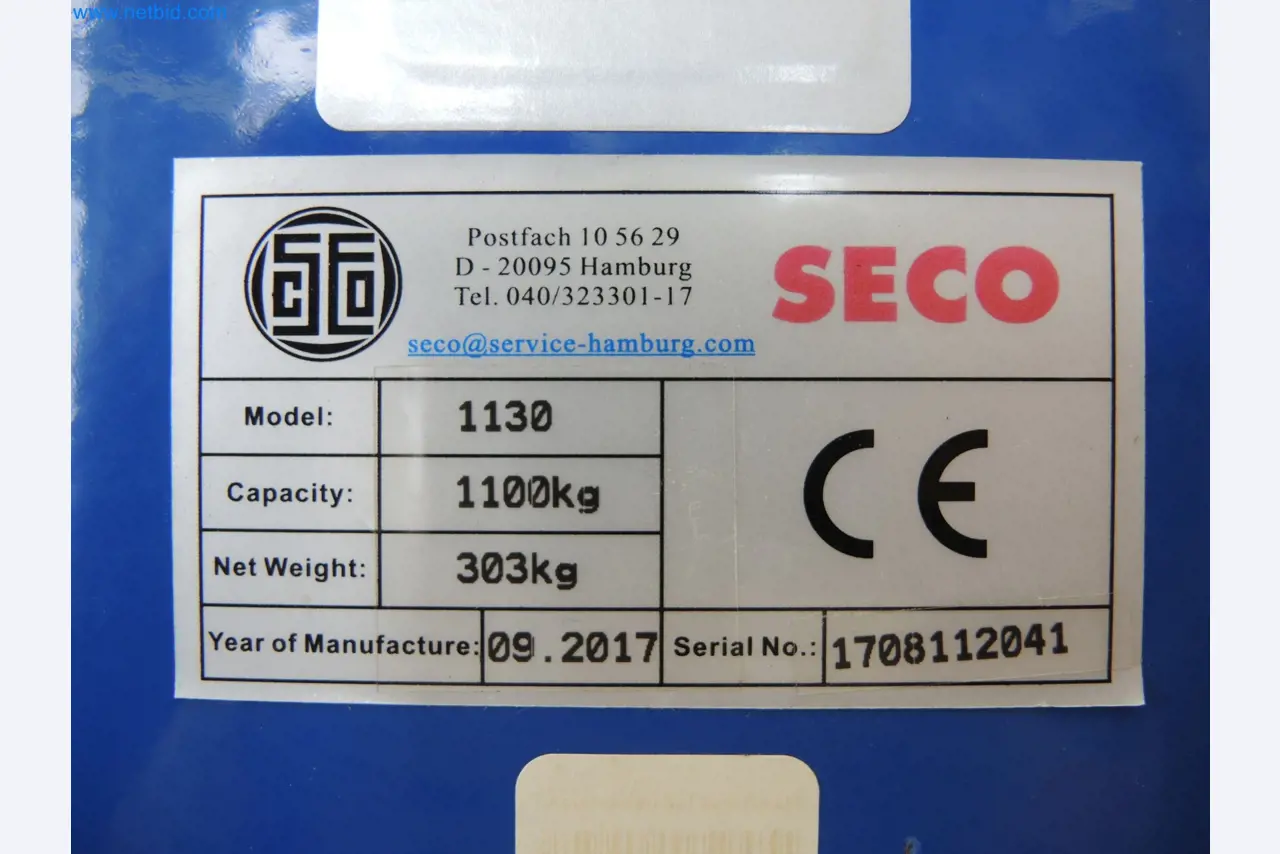 www.netbid.com
SECO
Postfach 10 56 29
D - 20095 Hamburg
Tel. 040/323301-17
seco@service-hamburg.com
SECO
Model: 1130
Capacity: 1100kg
Net Weight: 303kg
CE
Year of Manufacture: 09.2017 Serial No.: 1708112041